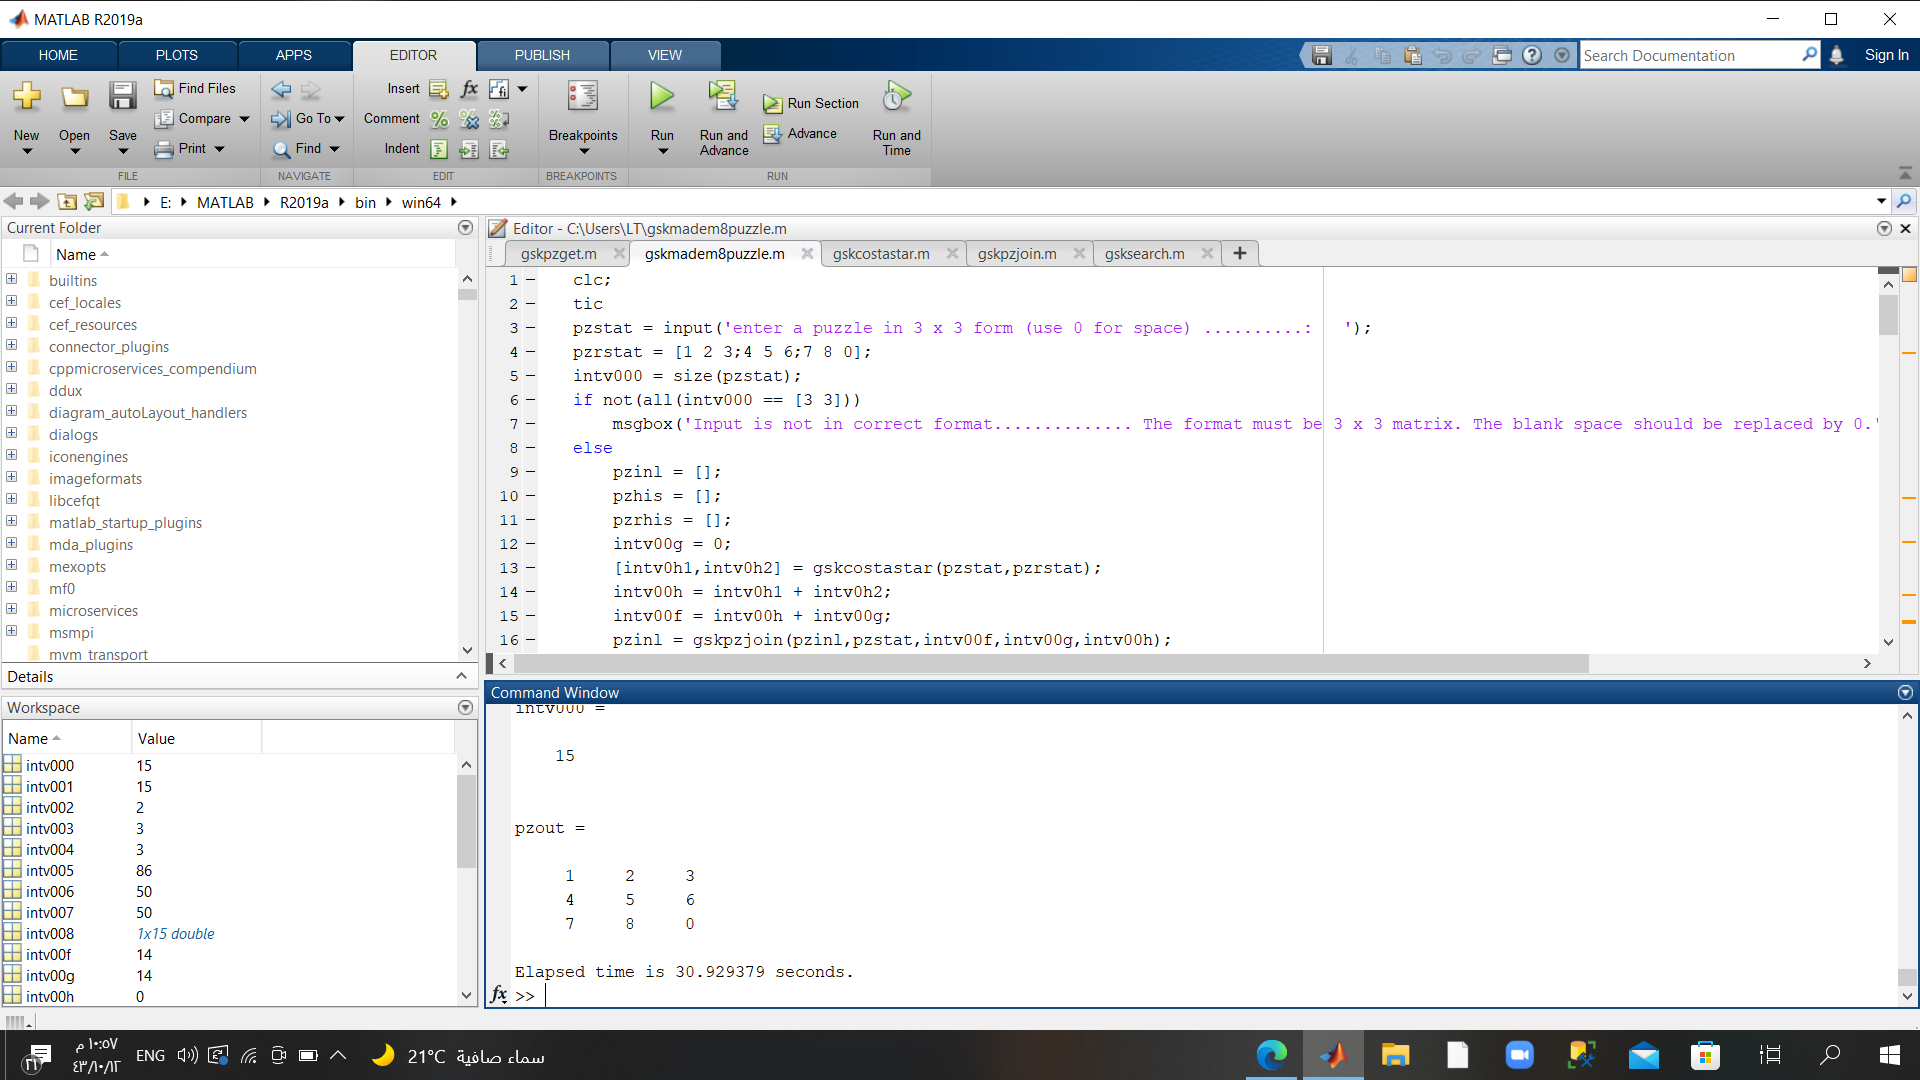 MATLAB R2019a
HOME PLOTS APPS EDITOR PUBLISH VIEW
Search Documentation
Sign In
New
Open
Save
Find Files
Compare
Print
Go To
Find
Insert
Comment
Indent
Breakpoints
Run
Run and Advance
Run Section
Advance
Run and Time
FILE NAVIGATE EDIT BREAKPOINTS RUN
E: MATLAB R2019a bin win64
Current Folder
Name
builtins
cef_locales
cef_resources
connector_plugins
cppmicroservices_compendium
ddux
diagram_autoLayout_handlers
dialogs
iconengines
imageformats
libcefqt
matlab_startup_plugins
mda_plugins
mexopts
mf0
microservices
msmpi
mvm_transport
Details
Workspace
Name Value
intv000 15
intv001 15
intv002 2
intv003 3
intv004 3
intv005 86
intv006 50
intv007 50
intv008 1x15 double
intv00f 14
intv00g 14
intv00h 0
Editor - C:\Users\LT\gskmadem8puzzle.m
gskpzget.m gskmadem8puzzle.m gskcostastar.m gskpzjoin.m gsksearch.m
1 clc;
2 tic
3 pzstat = input('enter a puzzle in 3 x 3 form (use 0 for space) ..........:   ');
4 pzrstat = [1 2 3;4 5 6;7 8 0];
5 intv000 = size(pzstat);
6 if not(all(intv000 == [3 3]))
7 msgbox('Input is not in correct format.............. The format must be 3 x 3 matrix. The blank space should be replaced by 0.'
8 else
9 pzinl = [];
10 pzhis = [];
11 pzrhis = [];
12 intv00g = 0;
13 [intv0h1,intv0h2] = gskcostastar(pzstat,pzrstat);
14 intv00h = intv0h1 + intv0h2;
15 intv00f = intv00h + intv00g;
16 pzinl = gskpzjoin(pzinl,pzstat,intv00f,intv00g,intv00h);
Command Window
intv000 =
15
pzout =
1 2 3
4 5 6
7 8 0
Elapsed time is 30.929379 seconds.
fx >>
٢١
١٠:٥٧ م
٤٣/١٠/١٢
ENG
21°C سماء صافية